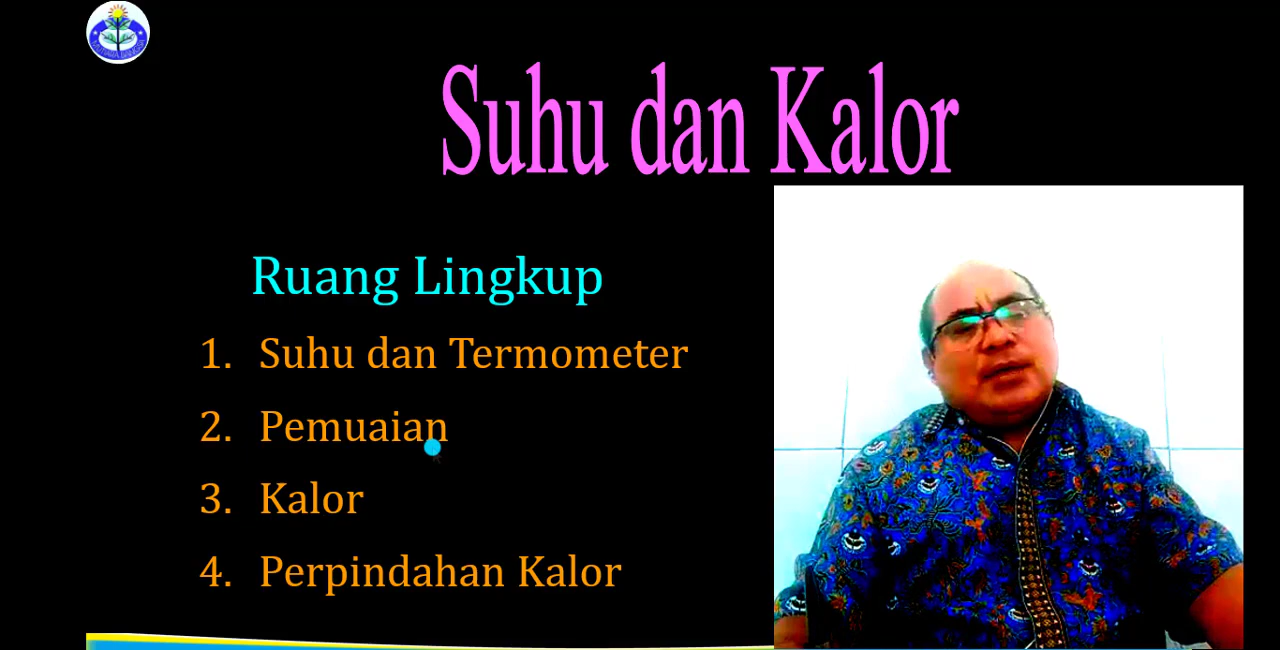 Suhu dan Kalor
Ruang Lingkup
1. Suhu dan Termometer
2. Pemuaian
3. Kalor
4. Perpindahan Kalor